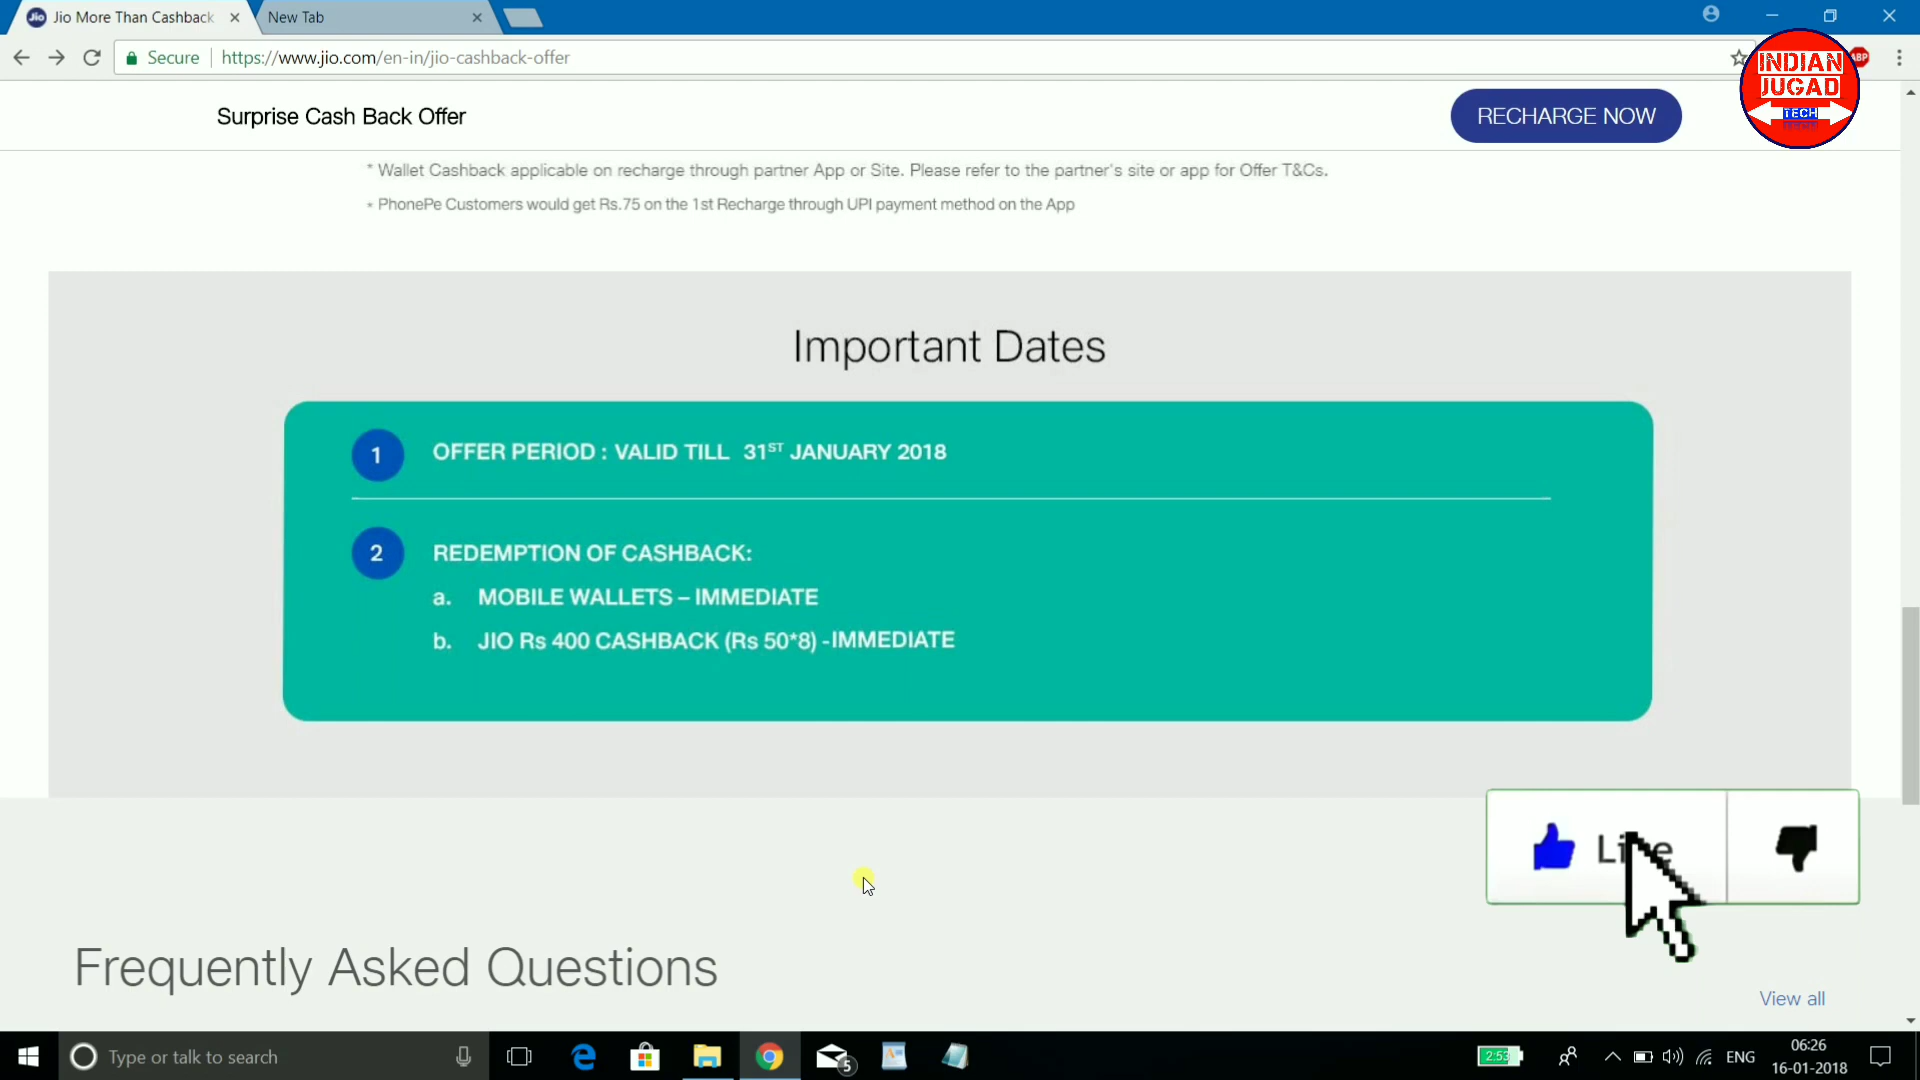 Jio More Than Cashback
New Tab
Secure
https://www.jio.com/en-in/jio-cashback-offer
ABP
INDIAN
JUGAD
TECH
Surprise Cash Back Offer
RECHARGE NOW
* Wallet Cashback applicable on recharge through partner App or Site. Please refer to the partner's site or app for Offer T&Cs.
* PhonePe Customers would get Rs.75 on the 1st Recharge through UPI payment method on the App
Important Dates
1 OFFER PERIOD : VALID TILL 31ST JANUARY 2018
2 REDEMPTION OF CASHBACK:
a. MOBILE WALLETS – IMMEDIATE
b. JIO Rs 400 CASHBACK (Rs 50*8) -IMMEDIATE
Frequently Asked Questions
View all
Type or talk to search
5
2:53
ENG
06:26
16-01-2018